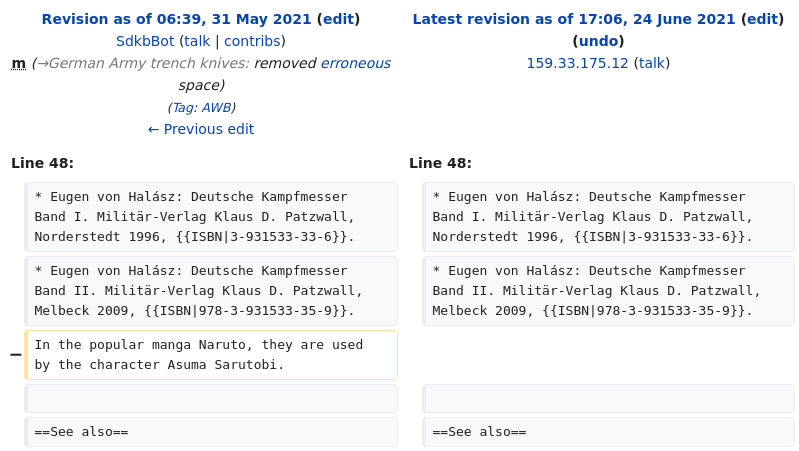 Revision as of 06:39, 31 May 2021 (edit)
SdkbBot (talk | contribs)
m (→German Army trench knives: removed erroneous
space)
(Tag: AWB)
← Previous edit
Latest revision as of 17:06, 24 June 2021 (edit)
(undo)
159.33.175.12 (talk)
Line 48:
Line 48:
* Eugen von Halász: Deutsche Kampfmesser
Band I. Militär-Verlag Klaus D. Patzwall,
Norderstedt 1996, {{ISBN|3-931533-33-6}}.
* Eugen von Halász: Deutsche Kampfmesser
Band I. Militär-Verlag Klaus D. Patzwall,
Norderstedt 1996, {{ISBN|3-931533-33-6}}.
* Eugen von Halász: Deutsche Kampfmesser
Band II. Militär-Verlag Klaus D. Patzwall,
Melbeck 2009, {{ISBN|978-3-931533-35-9}}.
* Eugen von Halász: Deutsche Kampfmesser
Band II. Militär-Verlag Klaus D. Patzwall,
Melbeck 2009, {{ISBN|978-3-931533-35-9}}.
− In the popular manga Naruto, they are used
by the character Asuma Sarutobi.
==See also==
==See also==